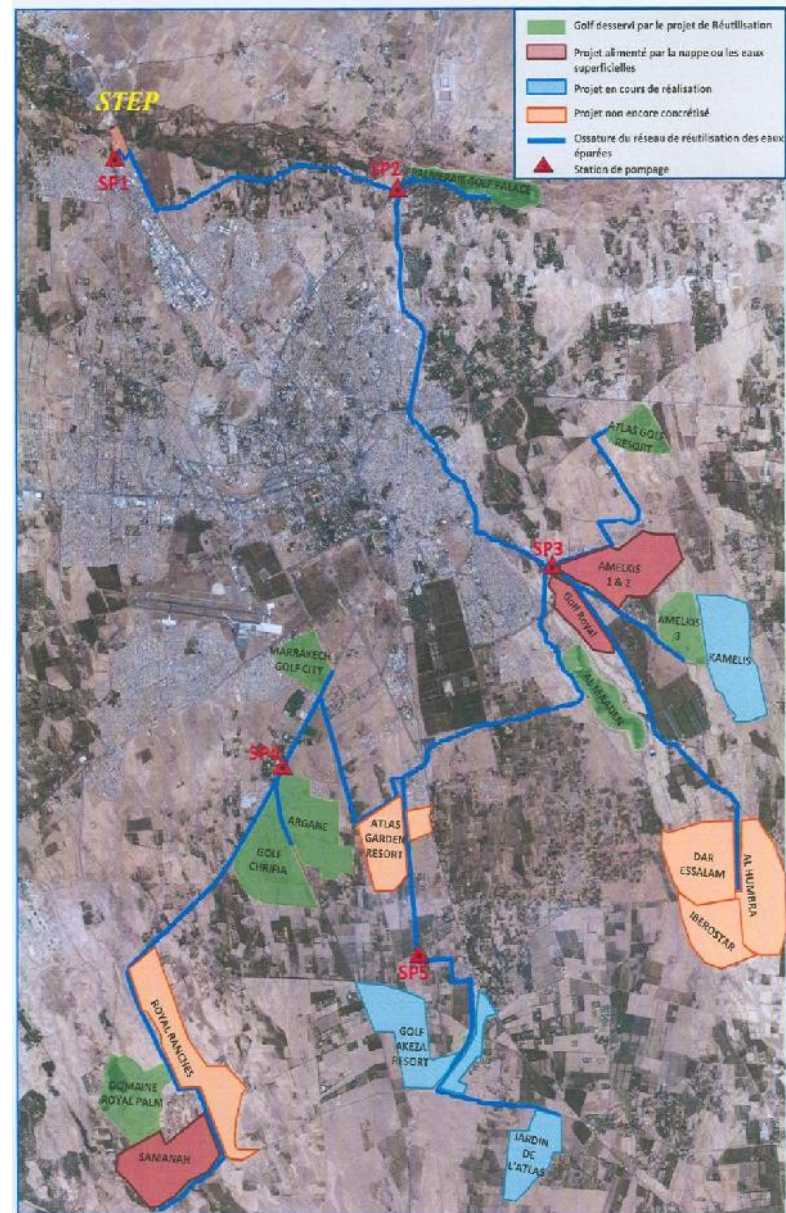 Golf desservi par le projet de Réutilisation
Projet alimenté par la nappe ou les eaux
superficielles
Projet en cours de réalisation
Projet non encore concrétisé
Ossature du réseau de réutilisation des eaux
épurées
Station de pompage
STEP
SP1
SP2
PALMERAIE GOLF PALACE
ATLAS GOLF
RESORT
SP3
AMELKIS
1 & 2
Golf Royal
AMELKIS
3
KAMELIS
AL MAADEN
MARRAKECH
GOLF CITY
SP4
ARGANE
GOLF
CHRIFIA
ATLAS
GARDEN
RESORT
DAR
ESSALAM
AL HUMBRA
IBEROSTAR
SP5
ROYAL RANCHES
GOLF
AKEZA
RESORT
DOMAINE
ROYAL PALM
SAMANAH
JARDIN
DE
L'ATLAS